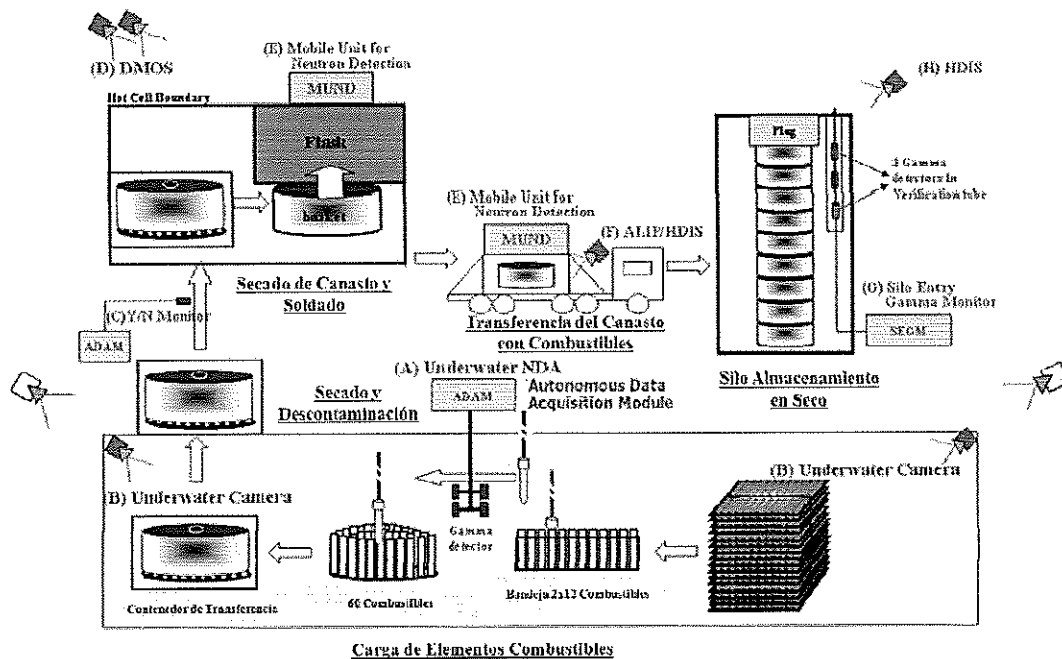 (D) DMOS
(E) Mobile Unit for
Neutron Detection
MUND
Hot Cell Boundary
Flask
basket
(H) HDIS
Plug
3 Gamma
detectors in
Verification tube
(E) Mobile Unit for
Neutron Detection
MUND
(F) ALIP/HDIS
Secado de Canasto y
Soldado
Transferencia del Canasto
con Combustibles
(G) Silo Entry
Gamma Monitor
SEGM
Silo Almacenamiento
en Seco
(C) Y/N Monitor
ADAM
Secado y
Descontaminación
(A) Underwater NDA
ADAM
Autonomous Data
Acquisition Module
(B) Underwater Camera
(B) Underwater Camera
Gamma
detector
Contenedor de Transferencia
60 Combustibles
Bandeja 2x12 Combustibles
Carga de Elementos Combustibles